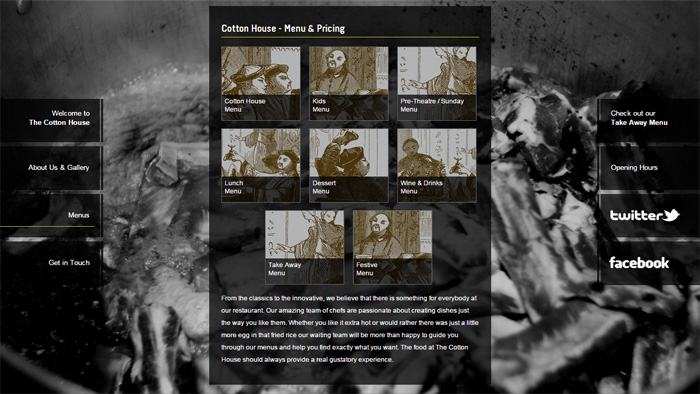 Cotton House - Menu & Pricing
Cotton House
Menu
Kids
Menu
Pre-Theatre / Sunday
Menu
Lunch
Menu
Dessert
Menu
Wine & Drinks
Menu
Take Away
Menu
Festive
Menu
From the classics to the innovative, we believe that there is something for everybody at
our restaurant. Our amazing team of chefs are passionate about creating dishes just
the way you like them. Whether you like it extra hot or would rather there was just a little
more egg in that fried rice our waiting team will be more than happy to guide you
through our menus and help you find exactly what you want. The food at The Cotton
House should always provide a real gustatory experience.
Welcome to
The Cotton House
About Us & Gallery
Menus
Get in Touch
Check out our
Take Away Menu
Opening Hours
twitter
facebook